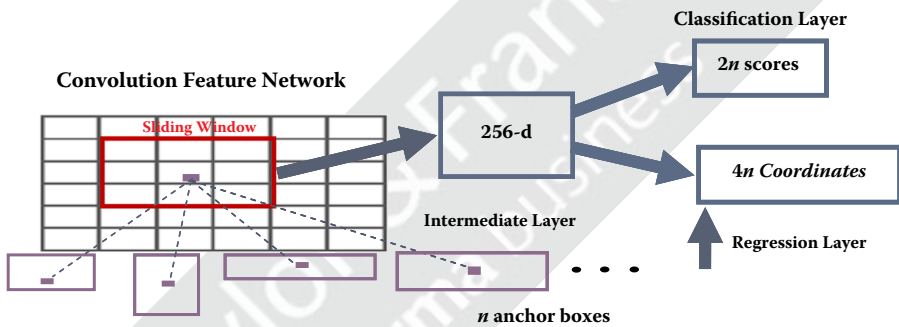 Classification Layer
2n scores
Convolution Feature Network
Sliding Window
256-d
4n Coordinates
Intermediate Layer
Regression Layer
n anchor boxes